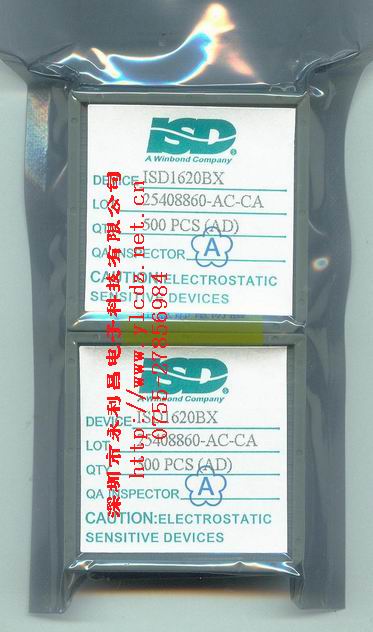 ISD®
A Winbond Company
DEVICE ISD1620BX
LOT 25408860-AC-CA
QTY 500 PCS (AD)
QA INSPECTOR A
CAUTION:ELECTROSTATIC
SENSITIVE DEVICES
ISD®
A Winbond Company
DEVICE ISD1620BX
LOT 25408860-AC-CA
QTY 500 PCS (AD)
QA INSPECTOR A
CAUTION:ELECTROSTATIC
SENSITIVE DEVICES
深圳市永利昌电子科技有限公司
http://www.ylcdz.net.cn
0755-27856984